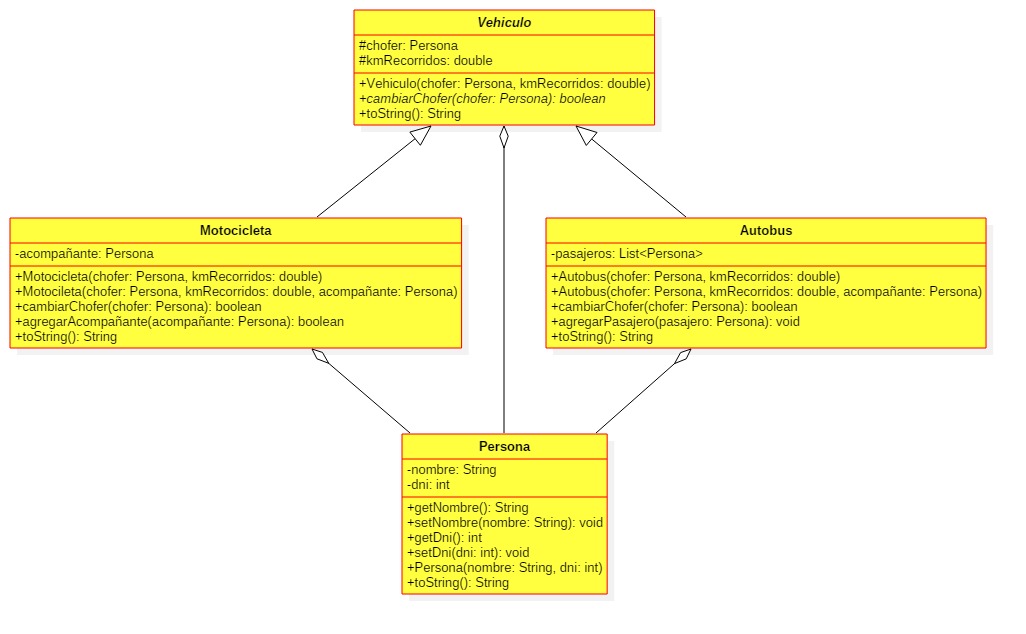 Vehiculo
#chofer: Persona
#kmRecorridos: double
+Vehiculo(chofer: Persona, kmRecorridos: double)
+cambiarChofer(chofer: Persona): boolean
+toString(): String
Motocicleta
-acompañante: Persona
+Motocicleta(chofer: Persona, kmRecorridos: double)
+Motocileta(chofer: Persona, kmRecorridos: double, acompañante: Persona)
+cambiarChofer(chofer: Persona): boolean
+agregarAcompañante(acompañante: Persona): boolean
+toString(): String
Autobus
-pasajeros: List<Persona>
+Autobus(chofer: Persona, kmRecorridos: double)
+Autobus(chofer: Persona, kmRecorridos: double, acompañante: Persona)
+cambiarChofer(chofer: Persona): boolean
+agregarPasajero(pasajero: Persona): void
+toString(): String
Persona
-nombre: String
-dni: int
+getNombre(): String
+setNombre(nombre: String): void
+getDni(): int
+setDni(dni: int): void
+Persona(nombre: String, dni: int)
+toString(): String